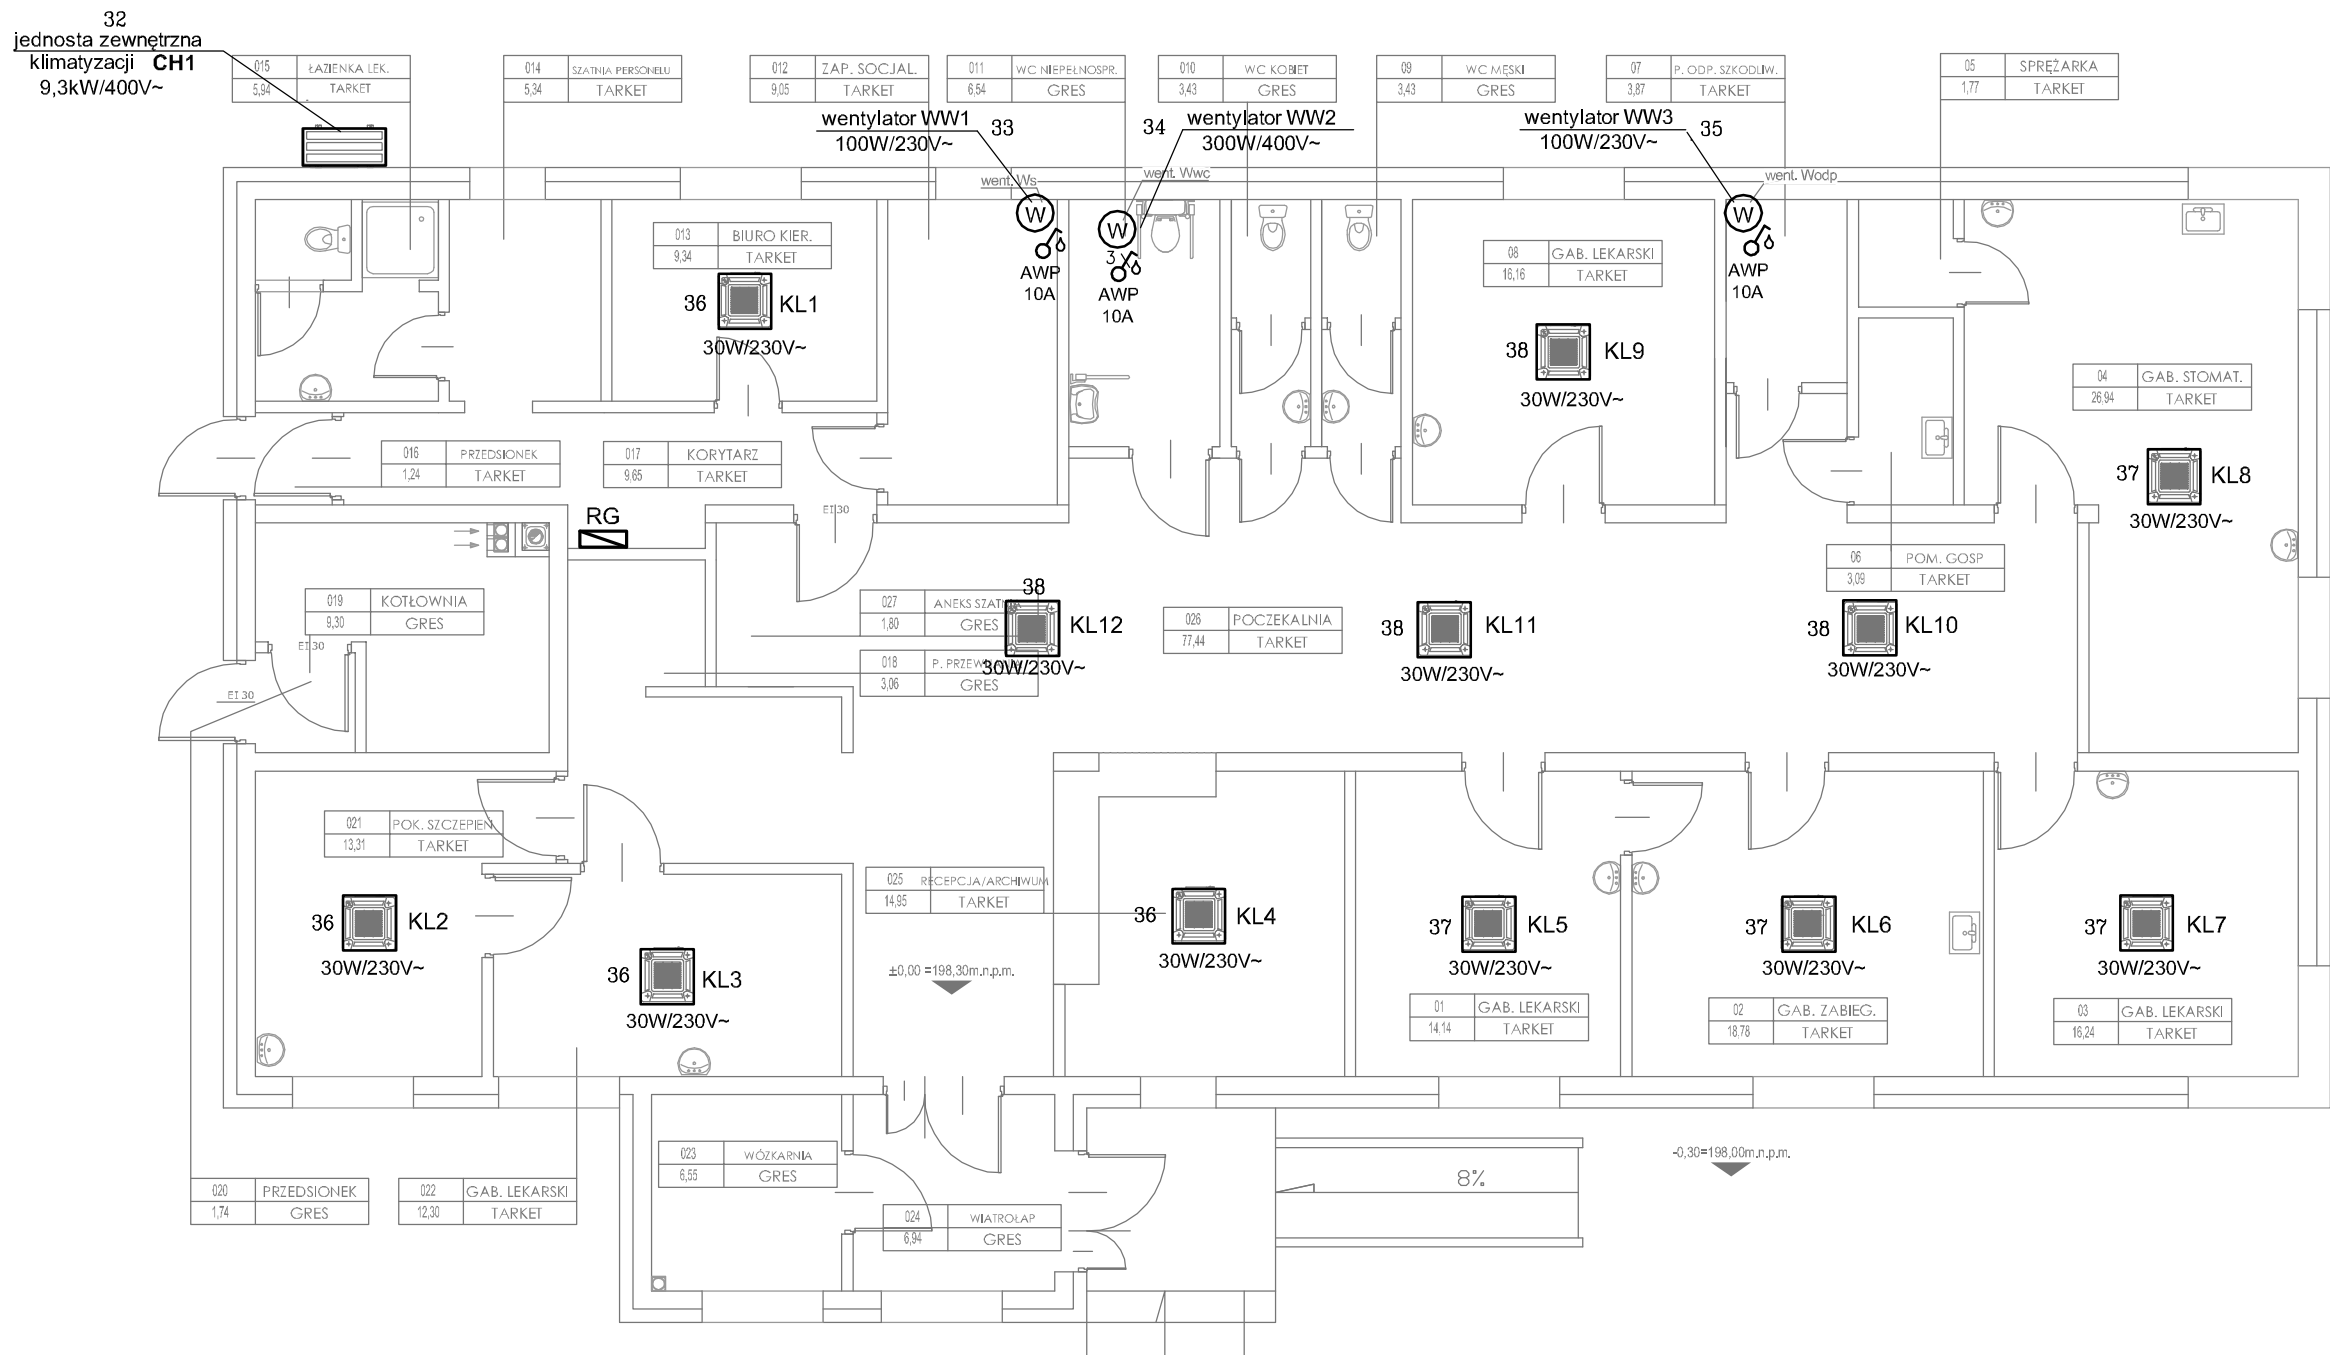 32
jednosta zewnętrzna
klimatyzacji CH1
9,3kW/400V~
015 ŁAZIENKA LEK.
5,94 TARKET
014 SZATNIA PERSONELU
5,34 TARKET
012 ZAP. SOCJAL.
9,05 TARKET
011 WC NIEPEŁNOSPR.
6,54 GRES
010 WC KOBIET
3,43 GRES
09 WC MĘSKI
3,43 GRES
07 P. ODP. SZKODLIW.
3,87 TARKET
05 SPRĘŻARKA
1,77 TARKET
wentylator WW1 33
100W/230V~
34 wentylator WW2
300W/400V~
wentylator WW3 35
100W/230V~
went. Ws
went. Wwc
went. Wodp
W
W
W
AWP
10A
3 x
AWP
10A
AWP
10A
013 BIURO KIER.
9,34 TARKET
36 KL1
30W/230V~
08 GAB. LEKARSKI
16,16 TARKET
38 KL9
30W/230V~
04 GAB. STOMAT.
26,94 TARKET
37 KL8
30W/230V~
016 PRZEDSIONEK
1,24 TARKET
017 KORYTARZ
9,65 TARKET
RG
EI 30
06 POM. GOSP
3,09 TARKET
019 KOTŁOWNIA
9,30 GRES
EI 30
EI 30
027 ANEKS
1,80 GRES
018
3,06 GRES
38
KL12
30W/230V~
026 POCZEKALNIA
77,44 TARKET
38 KL11
30W/230V~
38 KL10
30W/230V~
021 POK. SZCZEPIEŃ
13,31 TARKET
36 KL2
30W/230V~
36 KL3
30W/230V~
025 RECEPCJA/ARCHIWUM
14,95 TARKET
±0,00 =198,30m.n.p.m.
36 KL4
30W/230V~
37 KL5
30W/230V~
01 GAB. LEKARSKI
14,14 TARKET
37 KL6
30W/230V~
02 GAB. ZABIEG.
18,78 TARKET
37 KL7
30W/230V~
03 GAB. LEKARSKI
16,24 TARKET
020 PRZEDSIONEK
1,74 GRES
022 GAB. LEKARSKI
12,30 TARKET
023 WÓZKARNIA
6,55 GRES
024 WIATROŁAP
6,94 GRES
8%
-0,30=198,00m.n.p.m.